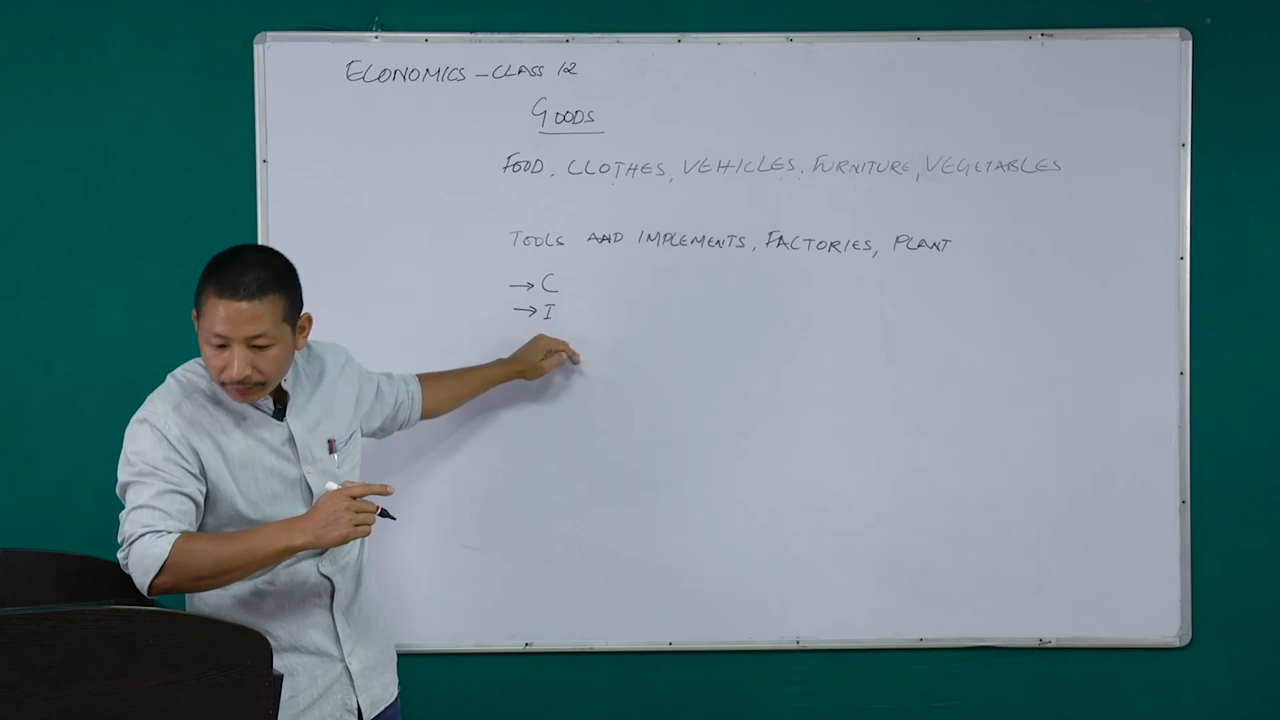 ECONOMICS - CLASS 12
GOODS
FOOD, CLOTHES, VEHICLES, FURNITURE, VEGETABLES
TOOLS AND IMPLEMENTS, FACTORIES, PLANT
→ C
→ I